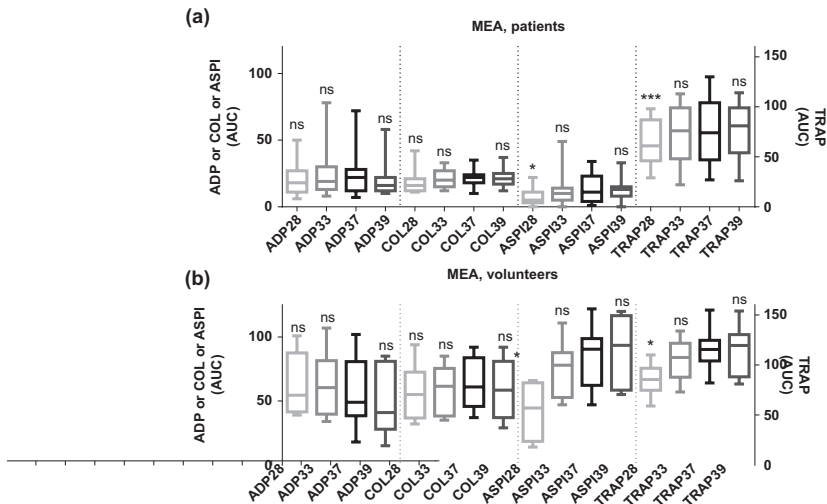 (a)
MEA, patients
ADP or COL or ASPI
(AUC)
100
50
0
ns ns ns ns ns ns * ns ns *** ns ns
150
100
50
0
TRAP
(AUC)
ADP28 ADP33 ADP37 ADP39 COL28 COL33 COL37 COL39 ASPI28 ASPI33 ASPI37 ASPI39 TRAP28 TRAP33 TRAP37 TRAP39
(b)
MEA, volunteers
ADP or COL or ASPI
(AUC)
100
50
0
ns ns ns ns ns ns * ns ns * ns ns
150
100
50
0
TRAP
(AUC)
ADP28 ADP33 ADP37 ADP39 COL28 COL33 COL37 COL39 ASPI28 ASPI33 ASPI37 ASPI39 TRAP28 TRAP33 TRAP37 TRAP39